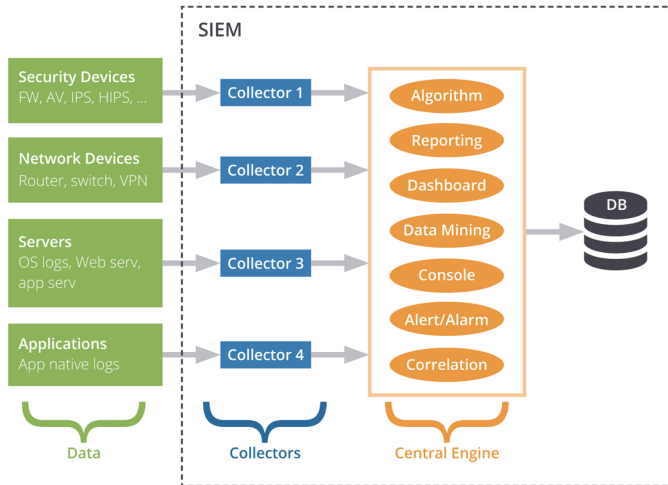 SIEM
Security Devices
FW, AV, IPS, HIPS, ...
Collector 1
Network Devices
Router, switch, VPN
Collector 2
Servers
OS logs, Web serv,
app serv
Collector 3
Applications
App native logs
Collector 4
Algorithm
Reporting
Dashboard
Data Mining
Console
Alert/Alarm
Correlation
DB
Data
Collectors
Central Engine